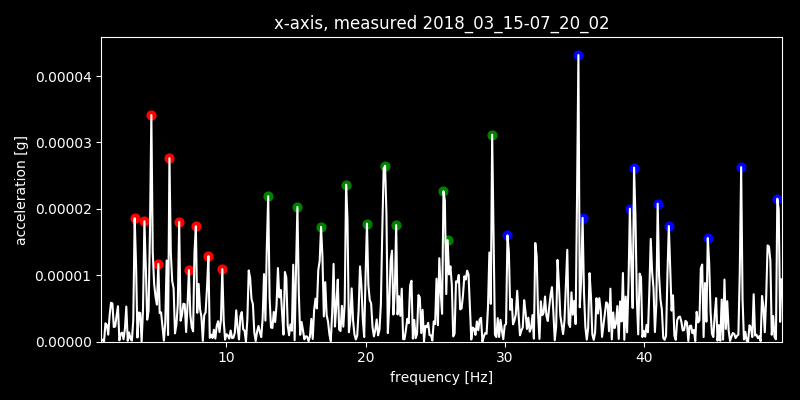 x-axis, measured 2018_03_15-07_20_02
acceleration [g]
0.00004
0.00003
0.00002
0.00001
0.00000
10 20 30 40
frequency [Hz]